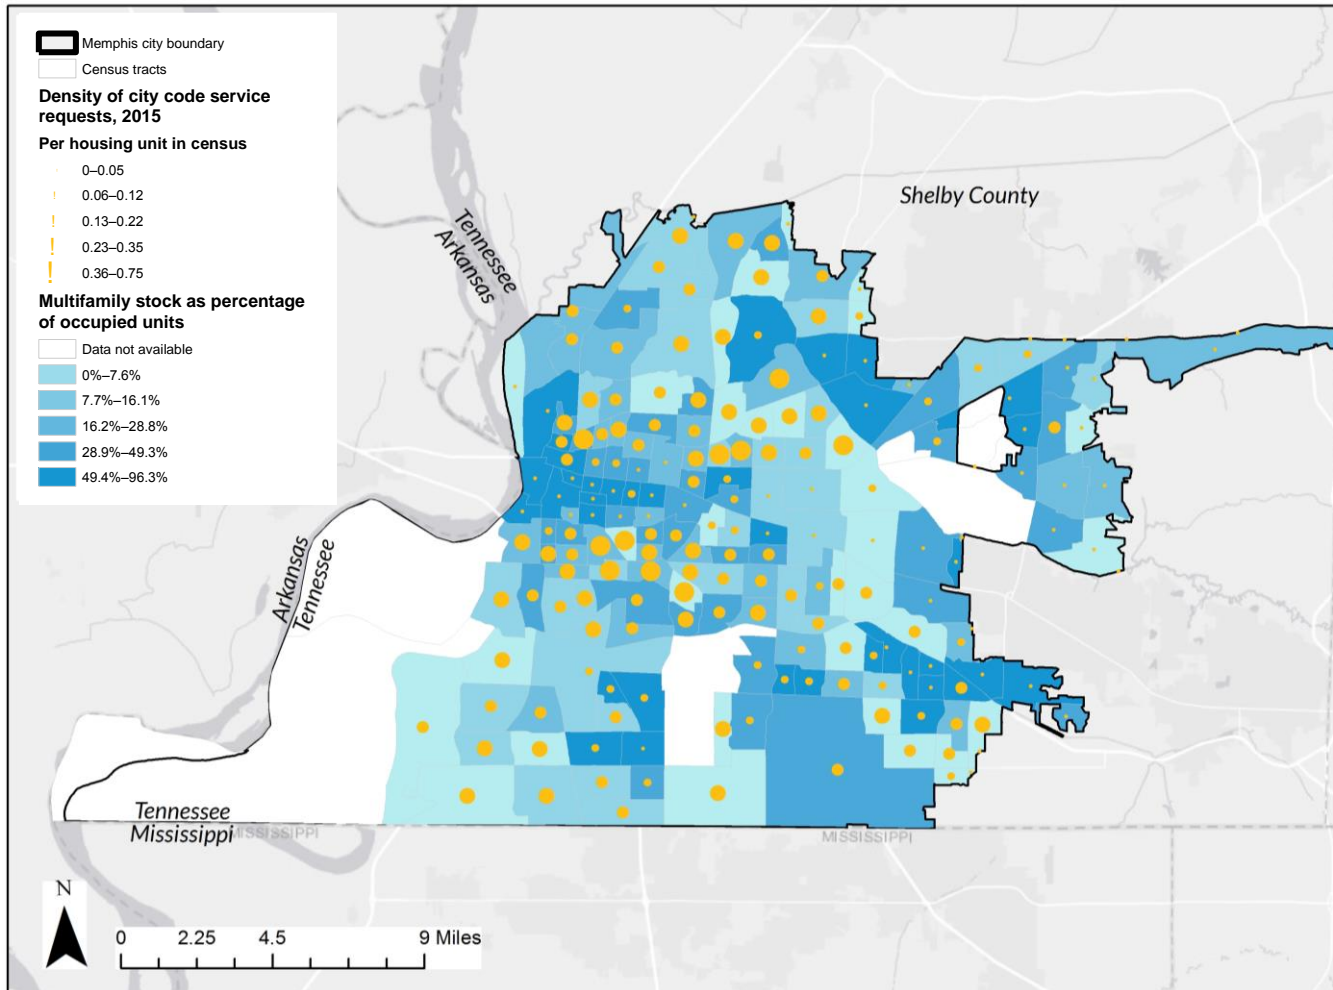 Memphis city boundary
Census tracts
Density of city code service
requests, 2015
Per housing unit in census
0–0.05
0.06–0.12
0.13–0.22
0.23–0.35
0.36–0.75
Multifamily stock as percentage
of occupied units
Data not available
0%–7.6%
7.7%–16.1%
16.2%–28.8%
28.9%–49.3%
49.4%–96.3%
Shelby County
Tennessee
Arkansas
Arkansas
Tennessee
Tennessee
Mississippi
MISSISSIPPI
MISSISSIPPI
N
0 2.25 4.5 9 Miles